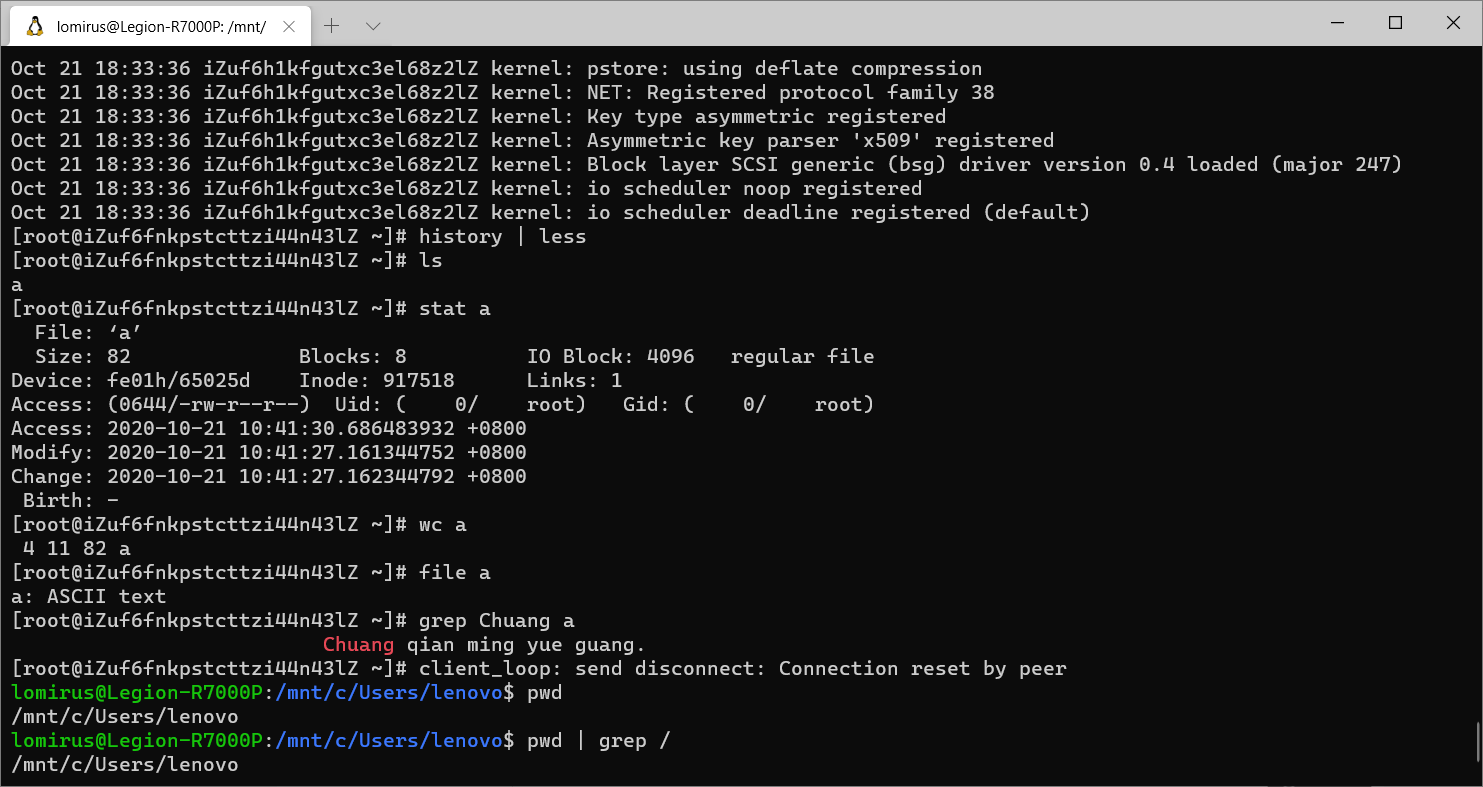 lomirus@Legion-R7000P: /mnt/
Oct 21 18:33:36 iZuf6h1kfgutxc3el68z2lZ kernel: pstore: using deflate compression
Oct 21 18:33:36 iZuf6h1kfgutxc3el68z2lZ kernel: NET: Registered protocol family 38
Oct 21 18:33:36 iZuf6h1kfgutxc3el68z2lZ kernel: Key type asymmetric registered
Oct 21 18:33:36 iZuf6h1kfgutxc3el68z2lZ kernel: Asymmetric key parser 'x509' registered
Oct 21 18:33:36 iZuf6h1kfgutxc3el68z2lZ kernel: Block layer SCSI generic (bsg) driver version 0.4 loaded (major 247)
Oct 21 18:33:36 iZuf6h1kfgutxc3el68z2lZ kernel: io scheduler noop registered
Oct 21 18:33:36 iZuf6h1kfgutxc3el68z2lZ kernel: io scheduler deadline registered (default)
[root@iZuf6fnkpstcttzi44n43lZ ~]# history | less
[root@iZuf6fnkpstcttzi44n43lZ ~]# ls
a
[root@iZuf6fnkpstcttzi44n43lZ ~]# stat a
  File: ‘a’
  Size: 82              Blocks: 8          IO Block: 4096   regular file
Device: fe01h/65025d    Inode: 917518      Links: 1
Access: (0644/-rw-r--r--)  Uid: (    0/    root)   Gid: (    0/    root)
Access: 2020-10-21 10:41:30.686483932 +0800
Modify: 2020-10-21 10:41:27.161344752 +0800
Change: 2020-10-21 10:41:27.162344792 +0800
 Birth: -
[root@iZuf6fnkpstcttzi44n43lZ ~]# wc a
 4 11 82 a
[root@iZuf6fnkpstcttzi44n43lZ ~]# file a
a: ASCII text
[root@iZuf6fnkpstcttzi44n43lZ ~]# grep Chuang a
                          Chuang qian ming yue guang.
[root@iZuf6fnkpstcttzi44n43lZ ~]# client_loop: send disconnect: Connection reset by peer
lomirus@Legion-R7000P:/mnt/c/Users/lenovo$ pwd
/mnt/c/Users/lenovo
lomirus@Legion-R7000P:/mnt/c/Users/lenovo$ pwd | grep /
/mnt/c/Users/lenovo